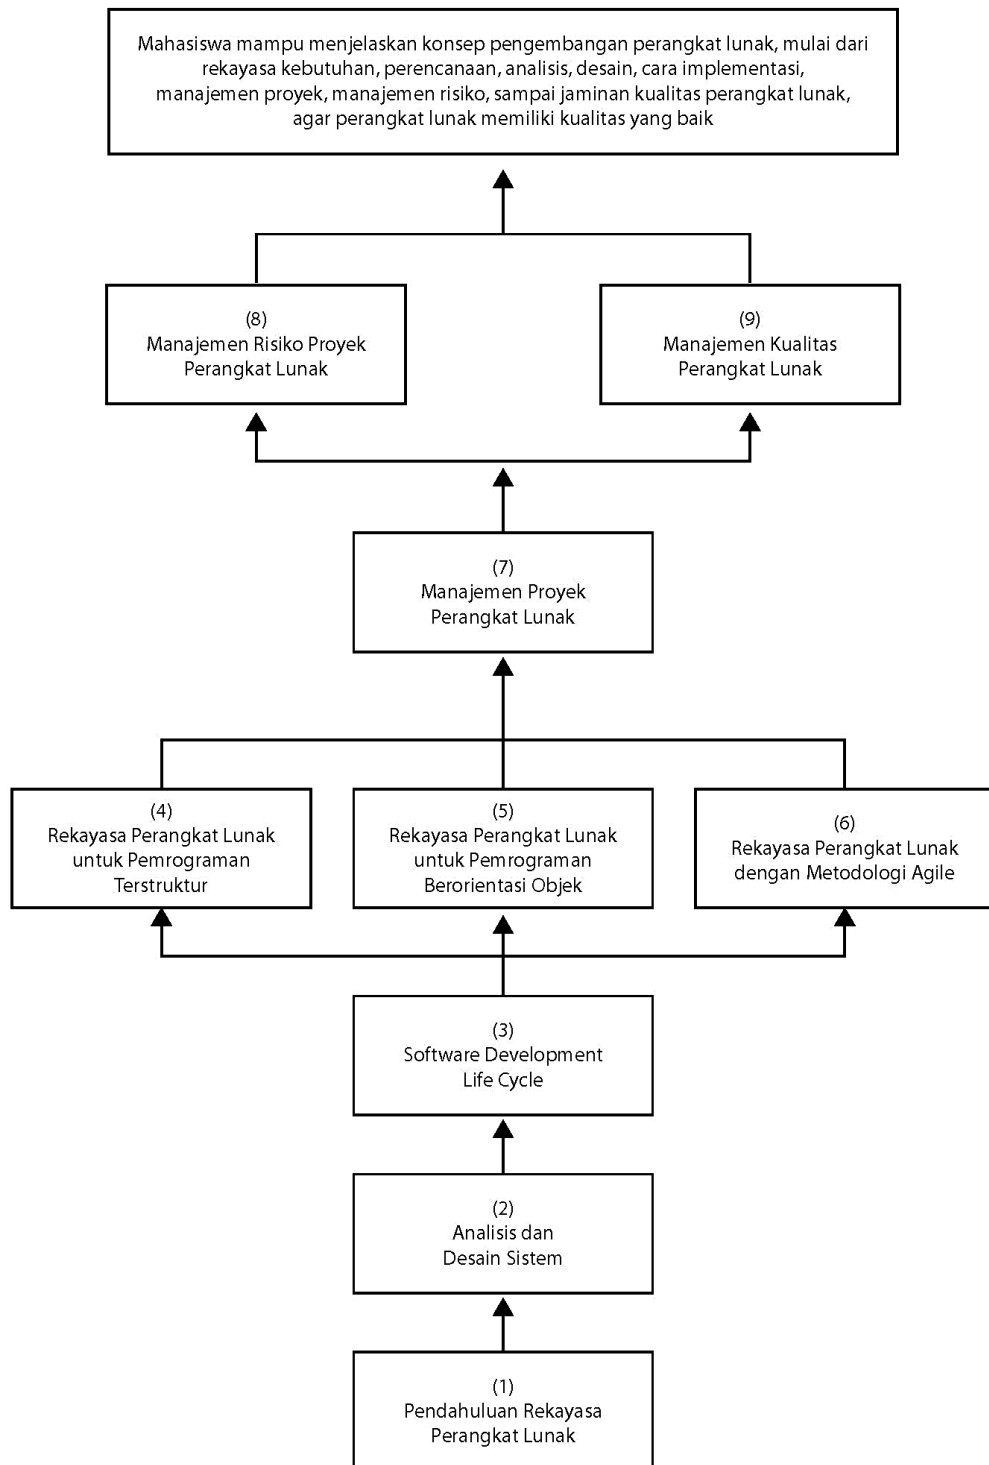 Mahasiswa mampu menjelaskan konsep pengembangan perangkat lunak, mulai dari
rekayasa kebutuhan, perencanaan, analisis, desain, cara implementasi,
manajemen proyek, manajemen risiko, sampai jaminan kualitas perangkat lunak,
agar perangkat lunak memiliki kualitas yang baik
(8)
Manajemen Risiko Proyek
Perangkat Lunak
(9)
Manajemen Kualitas
Perangkat Lunak
(7)
Manajemen Proyek
Perangkat Lunak
(4)
Rekayasa Perangkat Lunak
untuk Pemrograman
Terstruktur
(5)
Rekayasa Perangkat Lunak
untuk Pemrograman
Berorientasi Objek
(6)
Rekayasa Perangkat Lunak
dengan Metodologi Agile
(3)
Software Development
Life Cycle
(2)
Analisis dan
Desain Sistem
(1)
Pendahuluan Rekayasa
Perangkat Lunak